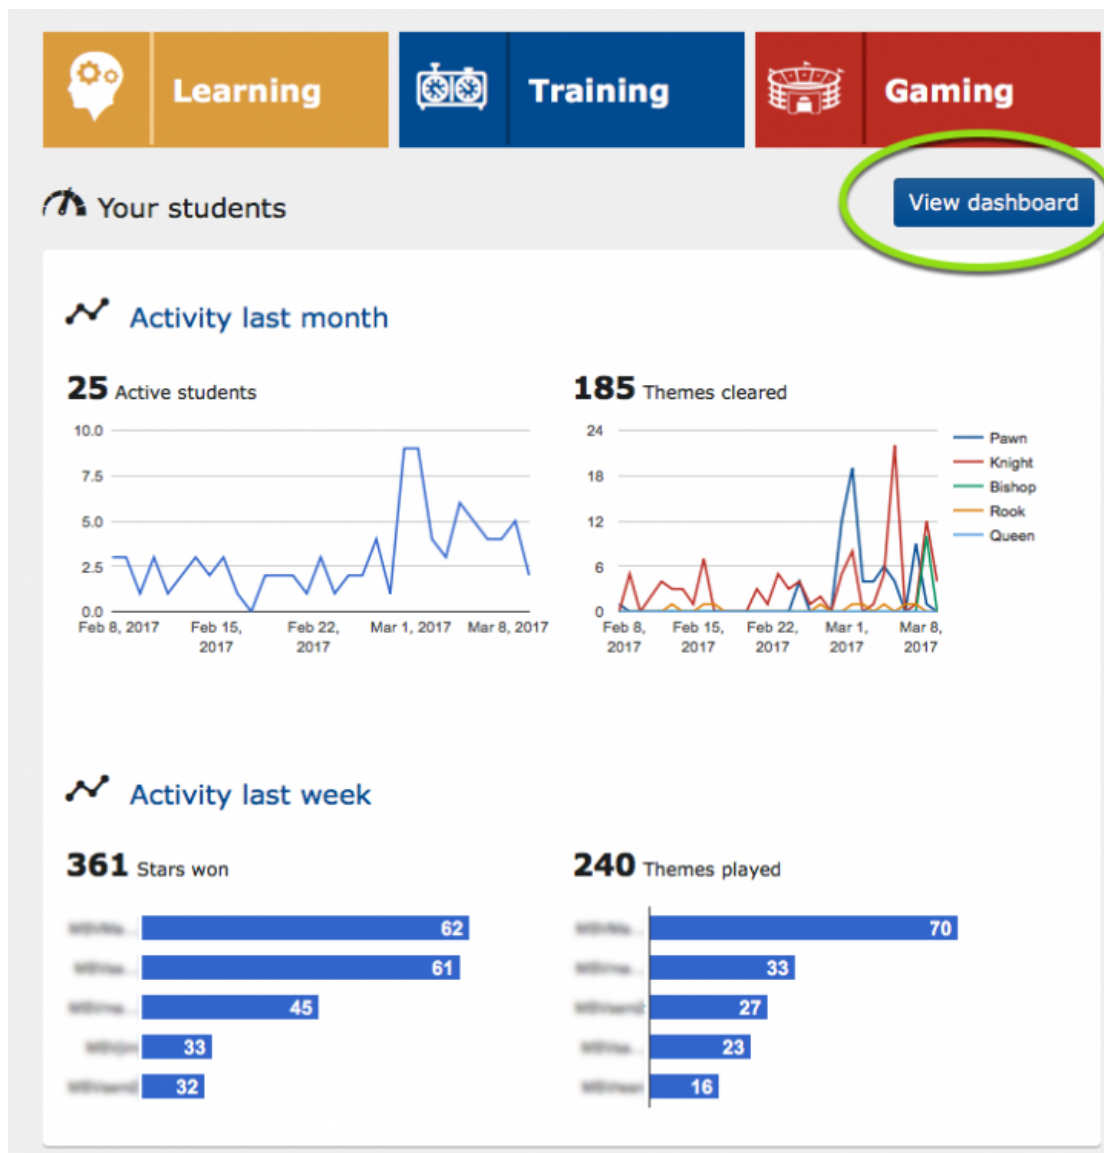 Learning
Training
Gaming
Your students
View dashboard
Activity last month
25 Active students
10.0
7.5
5.0
2.5
0.0
Feb 8, 2017
Feb 15,
2017
Feb 22,
2017
Mar 1, 2017
Mar 8, 2017
185 Themes cleared
24
18
12
6
0
Feb 8,
2017
Feb 15,
2017
Feb 22,
2017
Mar 1,
2017
Mar 8,
2017
Pawn
Knight
Bishop
Rook
Queen
Activity last week
361 Stars won
62
61
45
33
32
240 Themes played
70
33
27
23
16